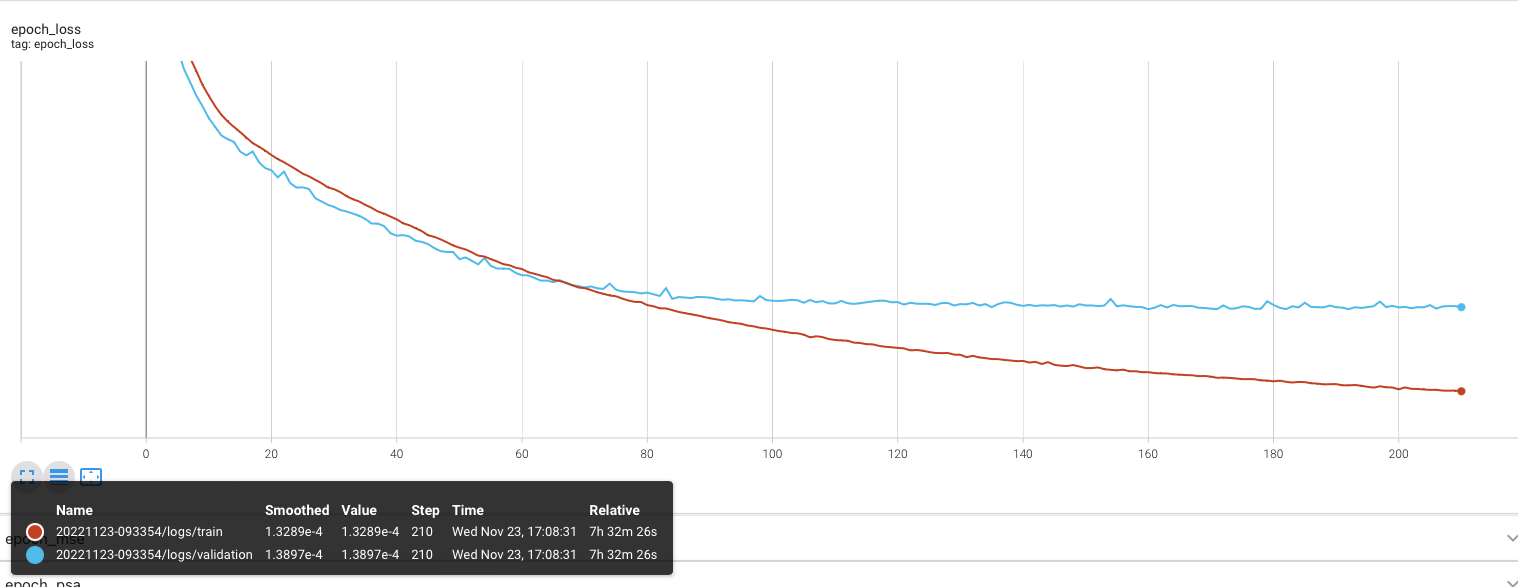 epoch_loss
tag: epoch_loss
0 20 40 60 80 100 120 140 160 180 200
Name Smoothed Value Step Time Relative
20221123-093354/logs/train 1.3289e-4 1.3289e-4 210 Wed Nov 23, 17:08:31 7h 32m 26s
epoch_mse
20221123-093354/logs/validation 1.3897e-4 1.3897e-4 210 Wed Nov 23, 17:08:31 7h 32m 26s
epoch_psa